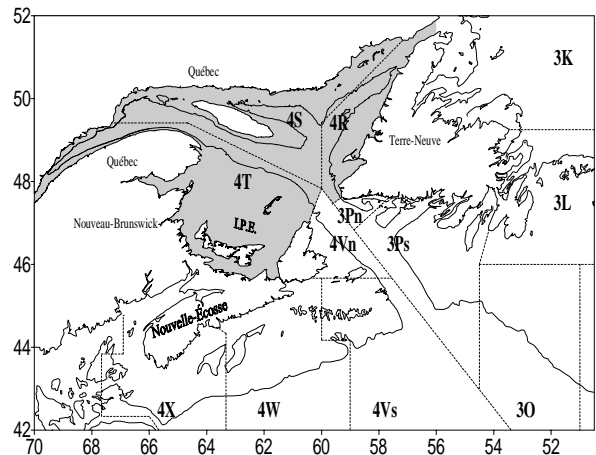 52
50
48
46
44
42
70 68 66 64 62 60 58 56 54 52
Québec
3K
4S
4R
Terre-Neuve
Québec
4T
3L
I.P.E.
3Pn
Nouveau-Brunswick
4Vn
3Ps
Nouvelle-Écosse
4X
4W
4Vs
3O